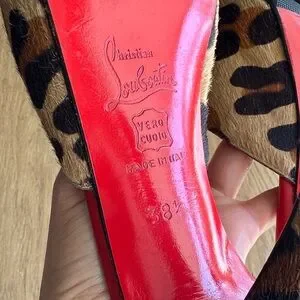 Christian
Louboutin
VERO
CUOIO
MADE IN ITALY
38½